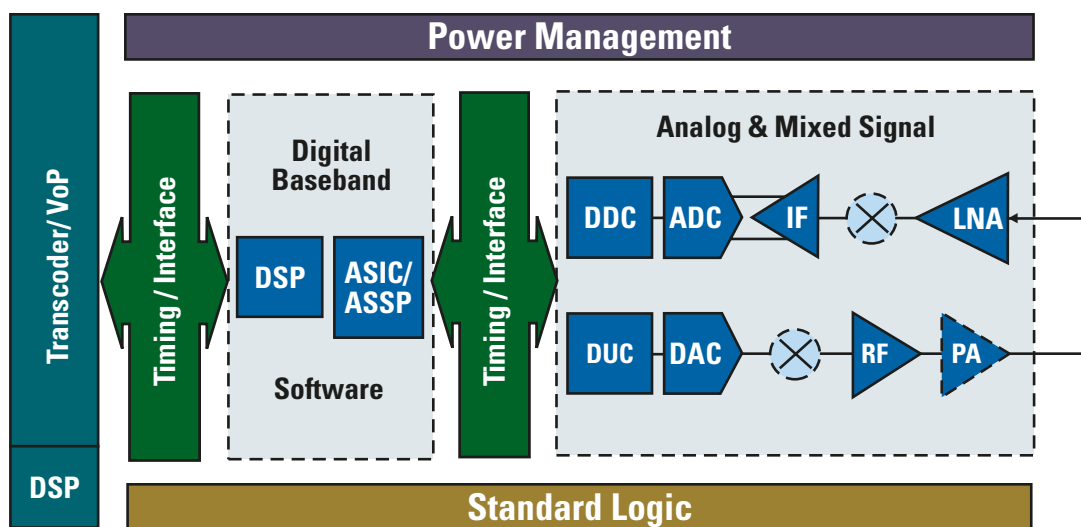 Power Management
Transcoder/VoP
DSP
Timing / Interface
Digital
Baseband
DSP
ASIC/
ASSP
Software
Timing / Interface
Analog & Mixed Signal
DDC
ADC
IF
LNA
DUC
DAC
RF
PA
Standard Logic